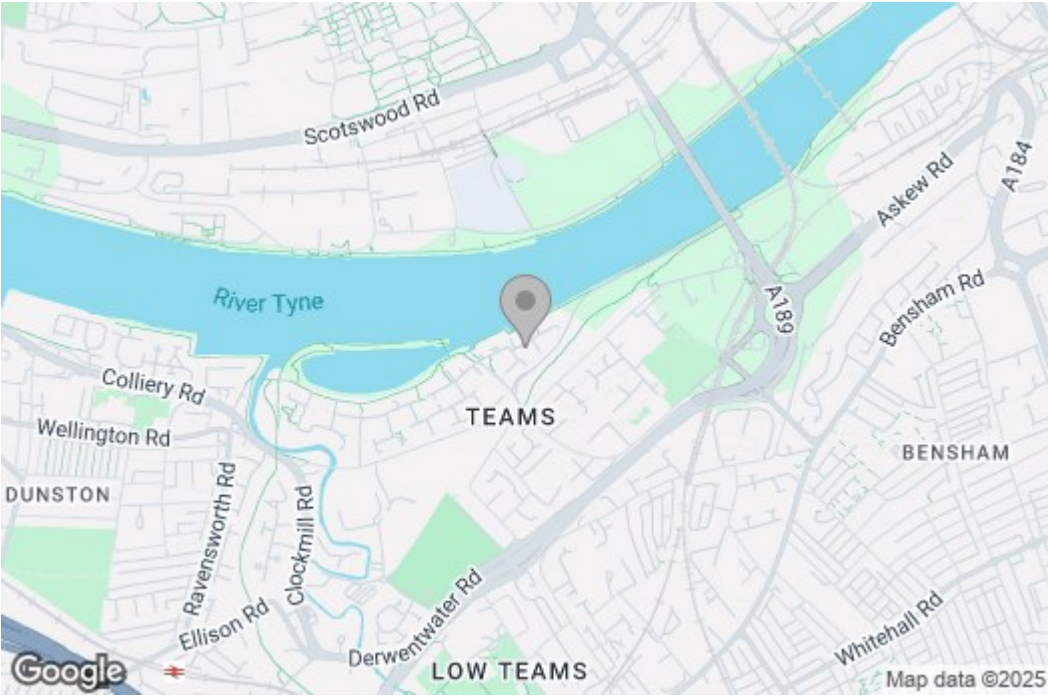 Scotswood Rd
A184
Askew Rd
River Tyne
A189
Bensham Rd
Colliery Rd
TEAMS
Wellington Rd
BENSHAM
DUNSTON
Ravensworth Rd
Clockmill Rd
Ellison Rd
Derwentwater Rd
Whitehall Rd
LOW TEAMS
Google
Map data ©2025